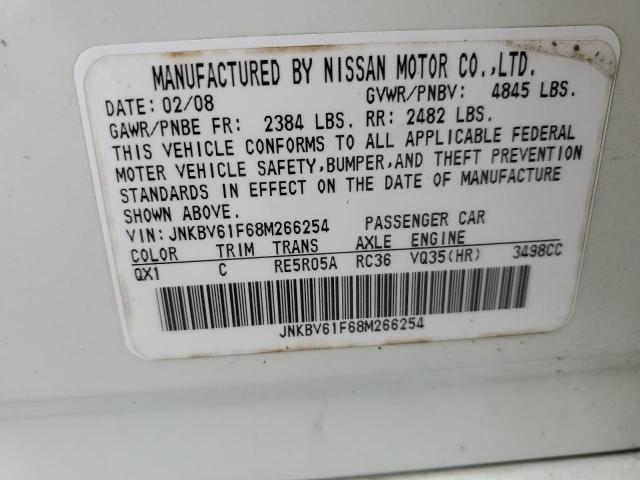 MANUFACTURED BY NISSAN MOTOR CO.,LTD.
DATE: 02/08 GVWR/PNBV: 4845 LBS.
GAWR/PNBE FR: 2384 LBS. RR: 2482 LBS.
THIS VEHICLE CONFORMS TO ALL APPLICABLE FEDERAL
MOTER VEHICLE SAFETY,BUMPER,AND THEFT PREVENTION
STANDARDS IN EFFECT ON THE DATE OF MANUFACTURE
SHOWN ABOVE.
VIN: JNKBV61F68M266254 PASSENGER CAR
COLOR TRIM TRANS AXLE ENGINE
QX1 C RE5R05A RC36 VQ35(HR) 3498CC
JNKBV61F68M266254